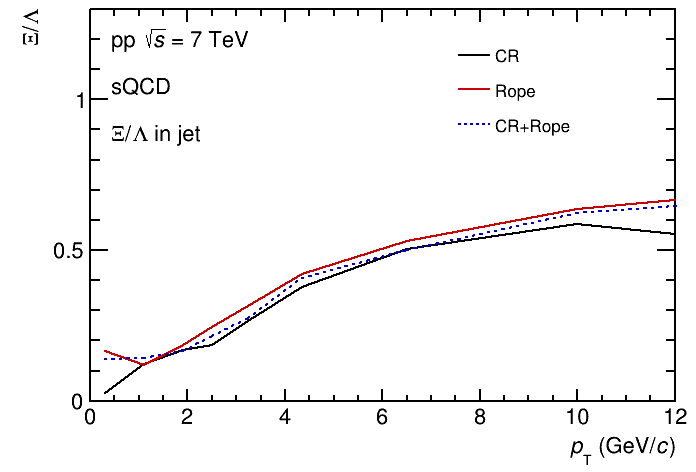 Ξ/Λ
pp √s = 7 TeV
sQCD
Ξ/Λ in jet
CR
Rope
CR+Rope
1
0.5
0
0 2 4 6 8 10 12
p_T (GeV/c)